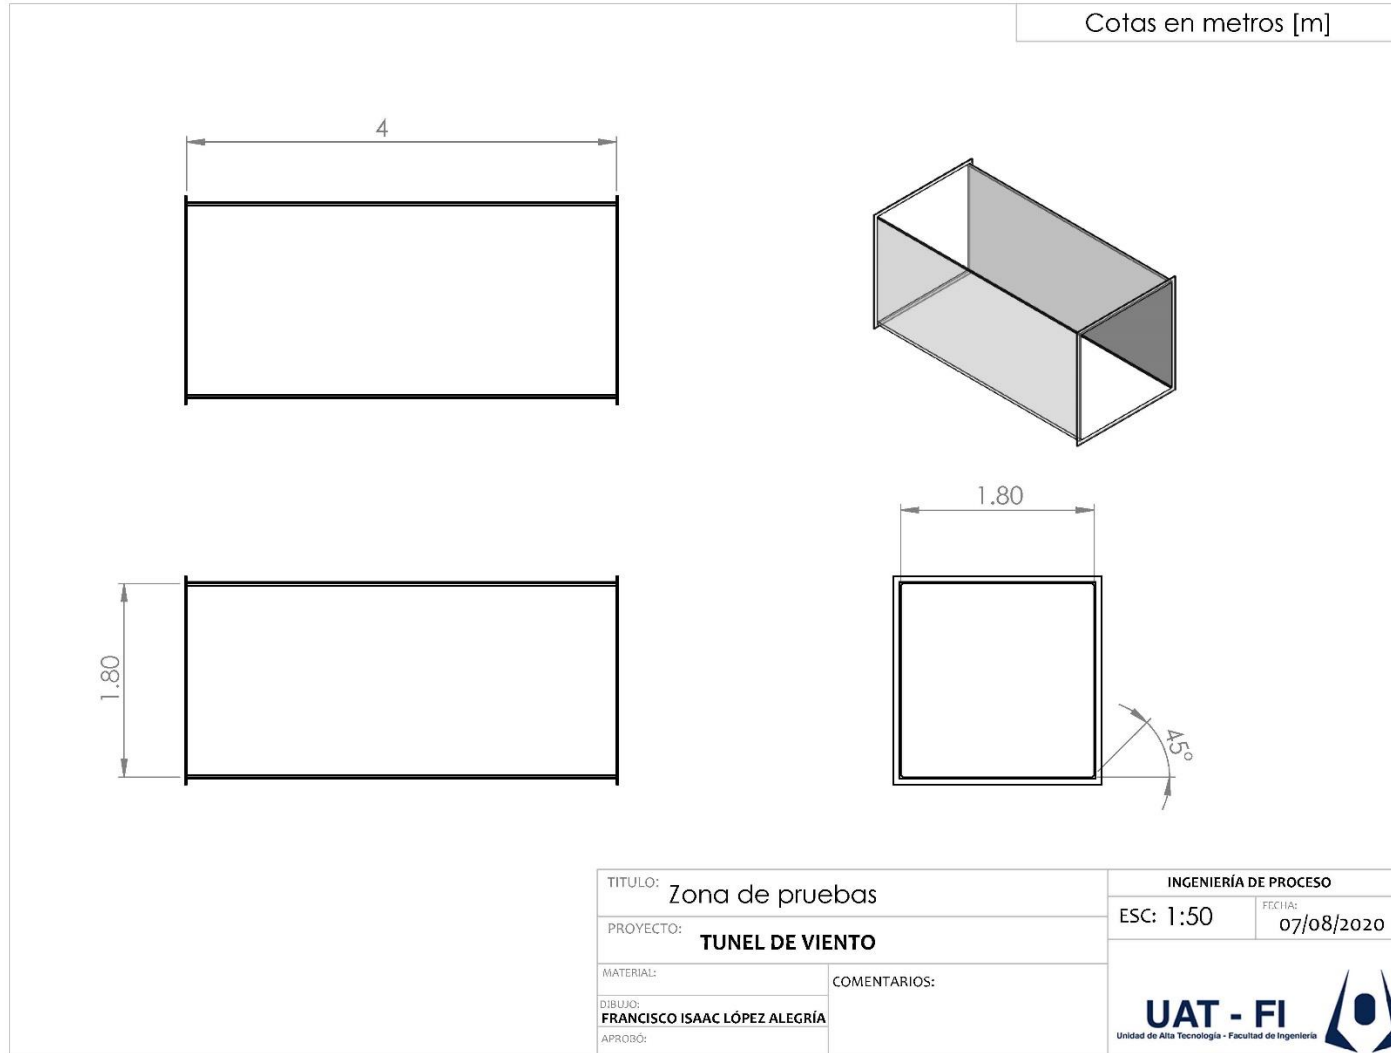 Cotas en metros [m]
4
1.80
1.80
45°
TITULO: Zona de pruebas
PROYECTO: TUNEL DE VIENTO
MATERIAL:
DIBUJO:
FRANCISCO ISAAC LÓPEZ ALEGRÍA
APROBÓ:
COMENTARIOS:
INGENIERÍA DE PROCESO
ESC: 1:50
FECHA:
07/08/2020
UAT - FI
Unidad de Alta Tecnología - Facultad de Ingeniería